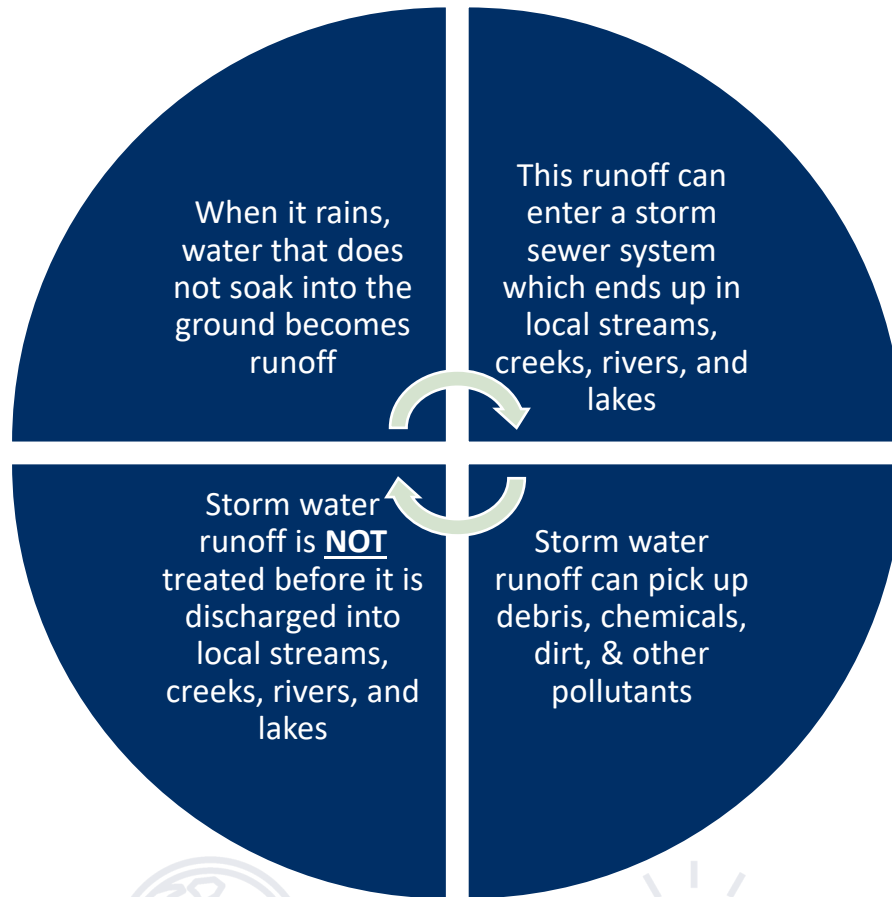 When it rains,
water that does
not soak into the
ground becomes
runoff
This runoff can
enter a storm
sewer system
which ends up in
local streams,
creeks, rivers, and
lakes
Storm water
runoff can pick up
debris, chemicals,
dirt, & other
pollutants
Storm water
runoff is NOT
treated before it is
discharged into
local streams,
creeks, rivers, and
lakes